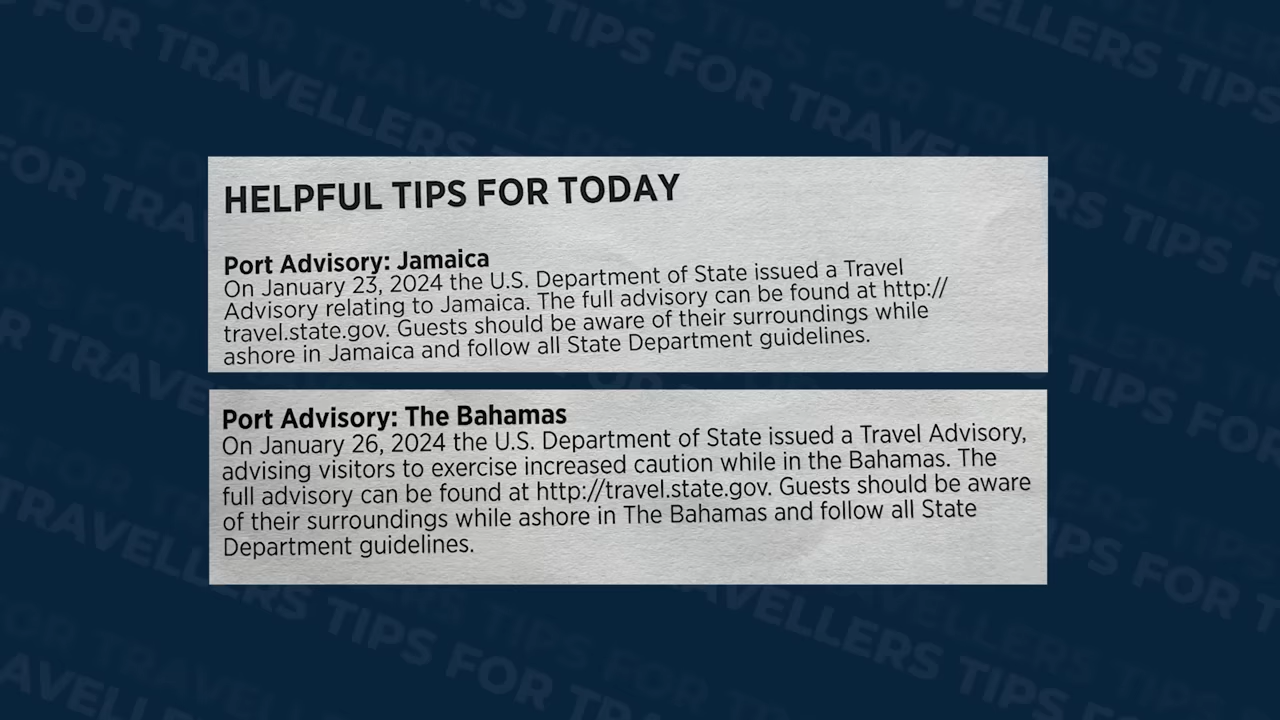 HELPFUL TIPS FOR TODAY
Port Advisory: Jamaica
On January 23, 2024 the U.S. Department of State issued a Travel
Advisory relating to Jamaica. The full advisory can be found at http://
travel.state.gov. Guests should be aware of their surroundings while
ashore in Jamaica and follow all State Department guidelines.
Port Advisory: The Bahamas
On January 26, 2024 the U.S. Department of State issued a Travel Advisory,
advising visitors to exercise increased caution while in the Bahamas. The
full advisory can be found at http://travel.state.gov. Guests should be aware
of their surroundings while ashore in The Bahamas and follow all State
Department guidelines.